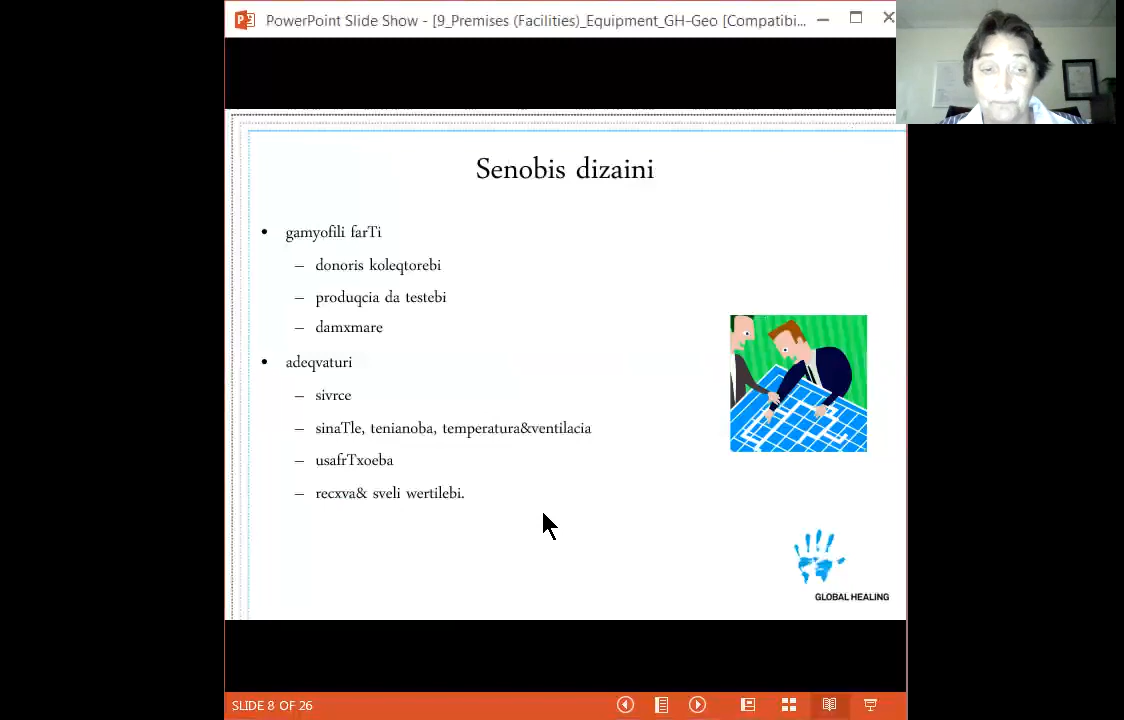 PowerPoint Slide Show - [9_Premises (Facilities)_Equipment_GH-Geo [Compatibi...
Senobis dizaini
• gamyofili farTi
– donoris koleqtorebi
– produqcia da testebi
– damxmare
• adeqvaturi
– sivrce
– sinaTle, tenianoba, temperatura&ventilacia
– usafrTxoeba
– recxva& sveli wertilebi.
GLOBAL HEALING
SLIDE 8 OF 26